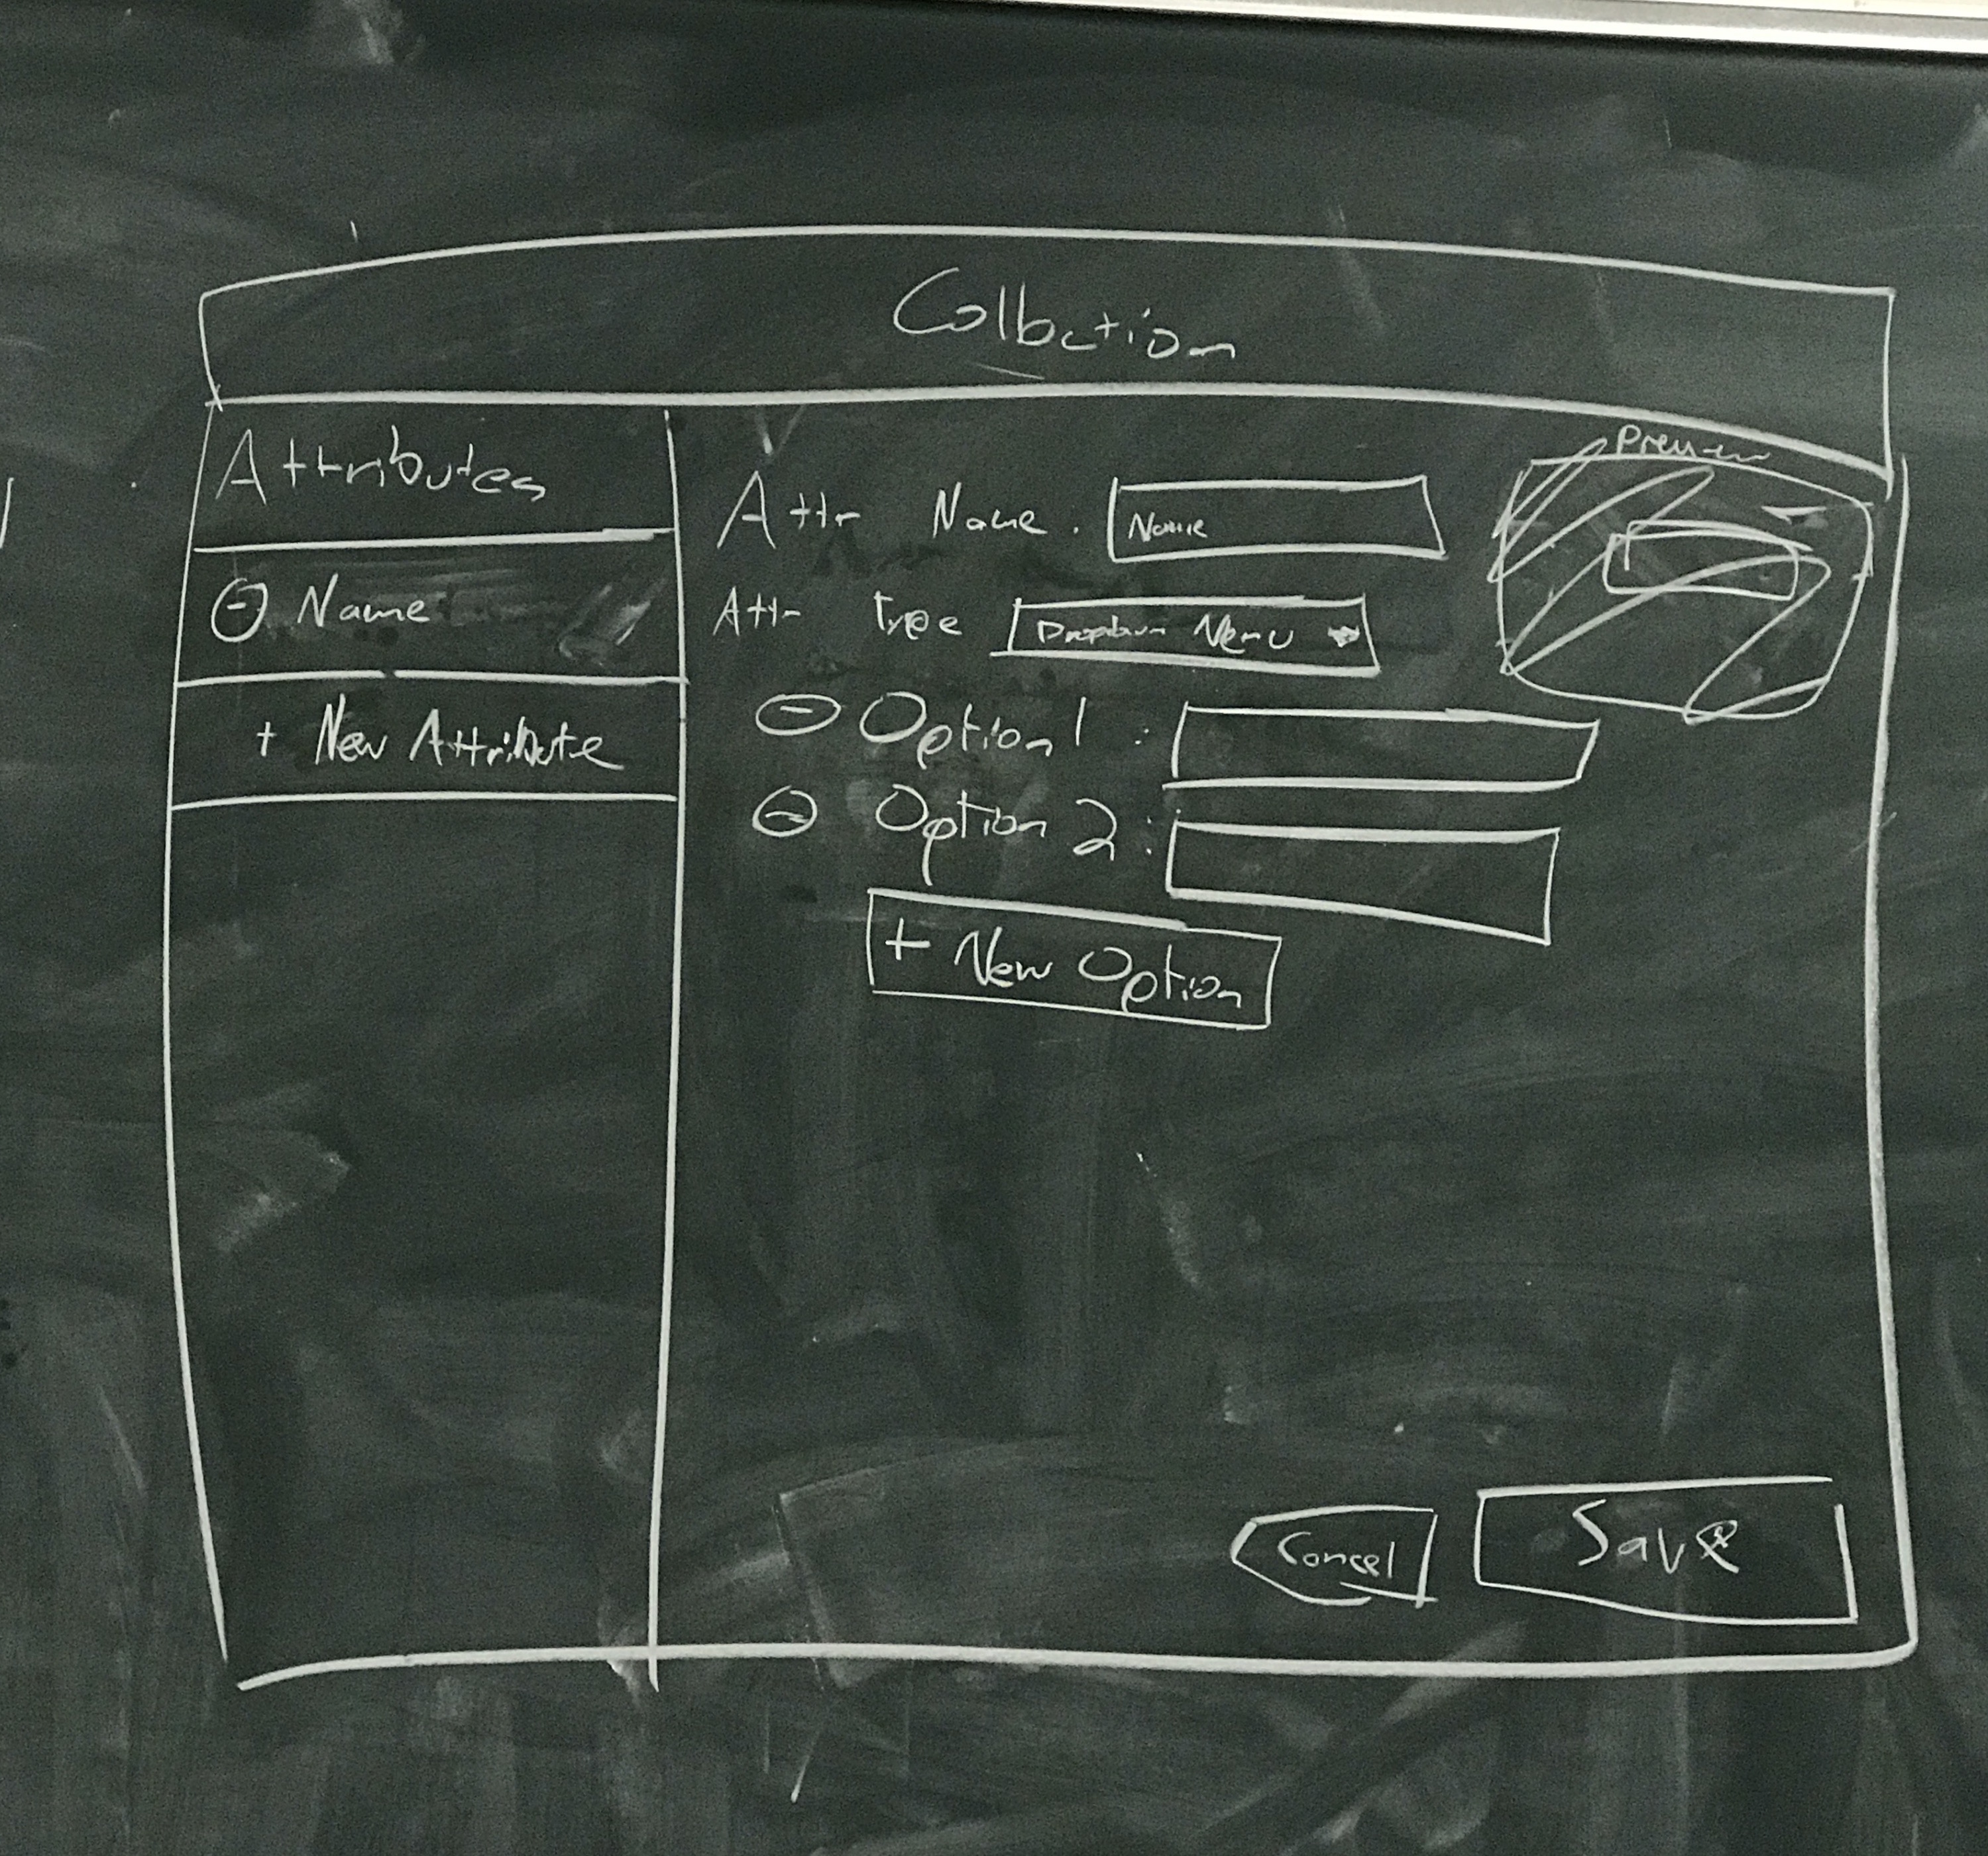 Collection
Attributes
⊖ Name
+ New Attribute
Attr Name: Name
Attr Type Dropdown Menu
⊖ Option 1 :
⊖ Option 2 :
+ New Option
Preview
Cancel
Save